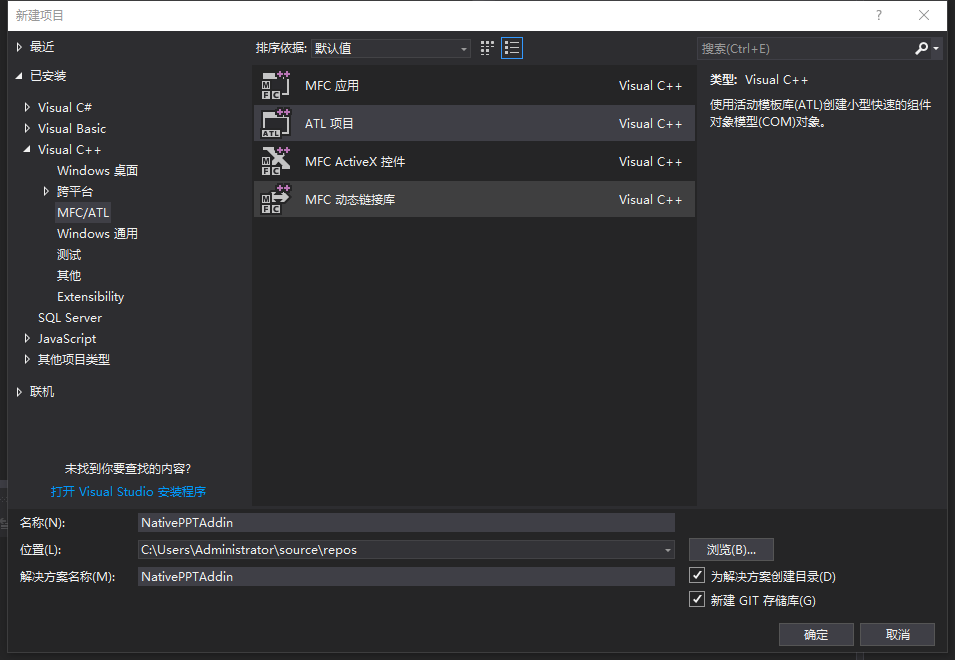 新建项目
?
最近
已安装
Visual C#
Visual Basic
Visual C++
Windows 桌面
跨平台
MFC/ATL
Windows 通用
测试
其他
Extensibility
SQL Server
JavaScript
其他项目类型
联机
未找到你要查找的内容?
打开 Visual Studio 安装程序
排序依据: 默认值
MFC 应用 Visual C++
ATL 项目 Visual C++
MFC ActiveX 控件 Visual C++
MFC 动态链接库 Visual C++
搜索(Ctrl+E)
类型: Visual C++
使用活动模板库(ATL)创建小型快速的组件
对象模型(COM)对象。
名称(N): NativePPTAddin
位置(L): C:\Users\Administrator\source\repos 浏览(B)...
解决方案名称(M): NativePPTAddin
为解决方案创建目录(D)
新建 GIT 存储库(G)
确定 取消